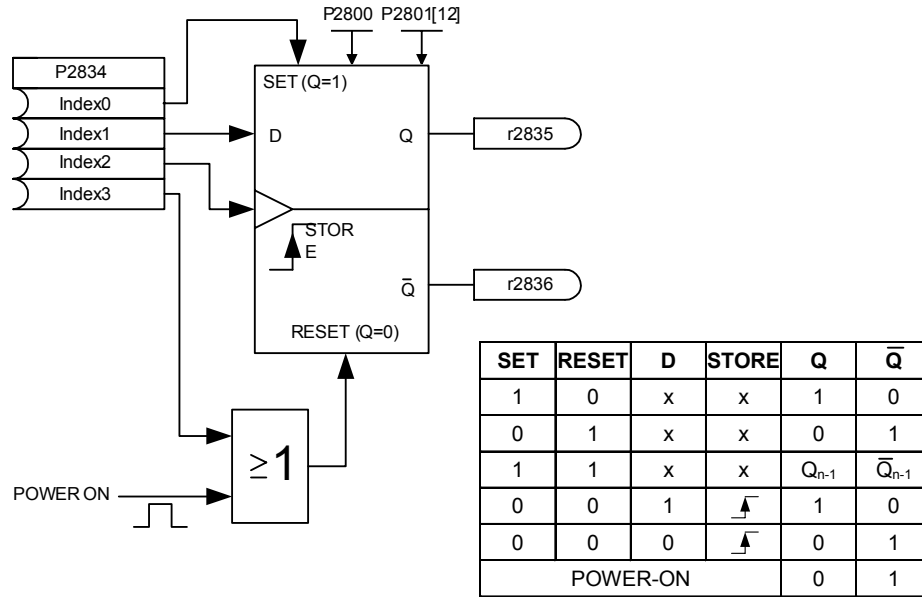 P2800 P2801[12]
P2834
Index0
Index1
Index2
Index3
SET (Q=1)
D Q
r2835
STOR
E
Q̅
r2836
RESET (Q=0)
≥1
POWER ON
SET RESET D STORE Q Q̅
1 0 x x 1 0
0 1 x x 0 1
1 1 x x Qn-1 Q̅n-1
0 0 1 1 0
0 0 0 0 1
POWER-ON 0 1